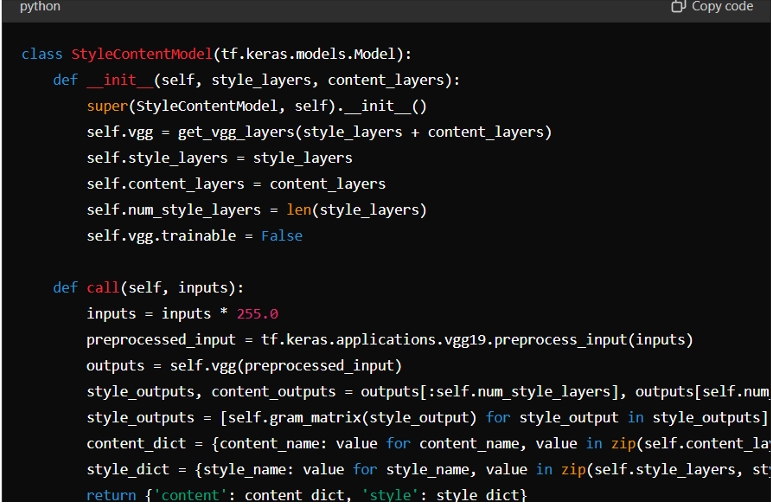 python
Copy code
class StyleContentModel(tf.keras.models.Model):
    def __init__(self, style_layers, content_layers):
        super(StyleContentModel, self).__init__()
        self.vgg = get_vgg_layers(style_layers + content_layers)
        self.style_layers = style_layers
        self.content_layers = content_layers
        self.num_style_layers = len(style_layers)
        self.vgg.trainable = False
    def call(self, inputs):
        inputs = inputs * 255.0
        preprocessed_input = tf.keras.applications.vgg19.preprocess_input(inputs)
        outputs = self.vgg(preprocessed_input)
        style_outputs, content_outputs = outputs[:self.num_style_layers], outputs[self.num_
        style_outputs = [self.gram_matrix(style_output) for style_output in style_outputs]
        content_dict = {content_name: value for content_name, value in zip(self.content_la
        style_dict = {style_name: value for style_name, value in zip(self.style_layers, st
        return {'content': content_dict, 'style': style_dict}